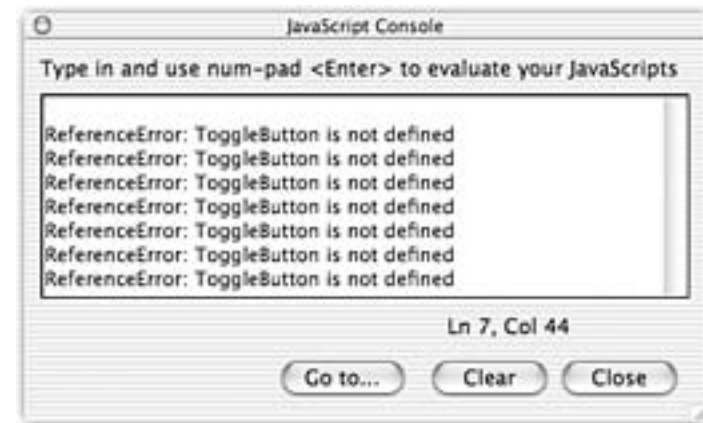 JavaScript Console
Type in and use num-pad <Enter> to evaluate your JavaScripts
ReferenceError: ToggleButton is not defined
ReferenceError: ToggleButton is not defined
ReferenceError: ToggleButton is not defined
ReferenceError: ToggleButton is not defined
ReferenceError: ToggleButton is not defined
ReferenceError: ToggleButton is not defined
ReferenceError: ToggleButton is not defined
Ln 7, Col 44
Go to... Clear Close